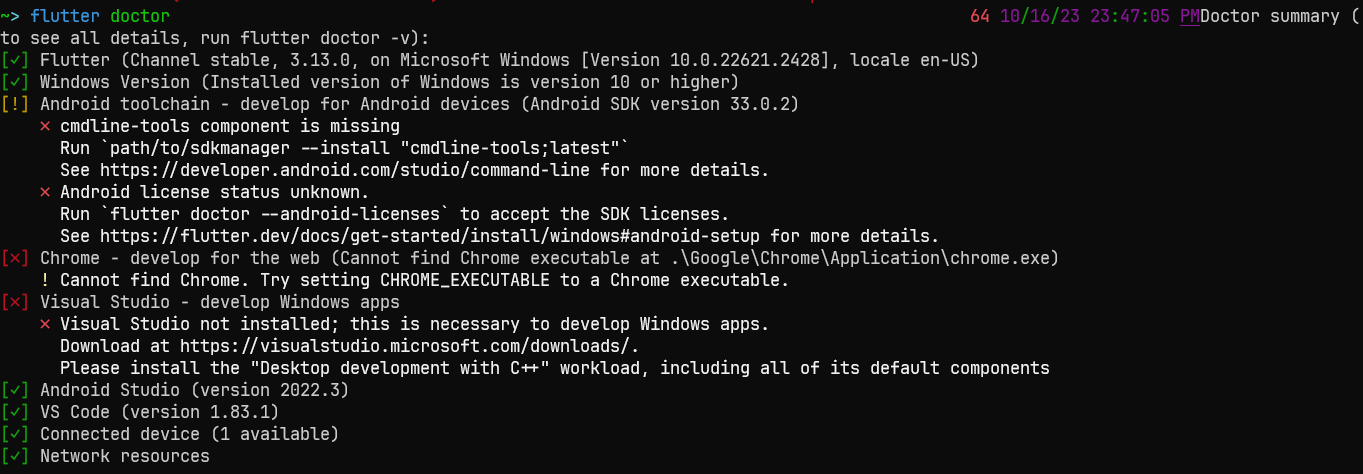 ~> flutter doctor 64 10/16/23 23:47:05 PMDoctor summary (
to see all details, run flutter doctor -v):
[✓] Flutter (Channel stable, 3.13.0, on Microsoft Windows [Version 10.0.22621.2428], locale en-US)
[✓] Windows Version (Installed version of Windows is version 10 or higher)
[!] Android toolchain - develop for Android devices (Android SDK version 33.0.2)
    ✗ cmdline-tools component is missing
      Run `path/to/sdkmanager --install "cmdline-tools;latest"`
      See https://developer.android.com/studio/command-line for more details.
    ✗ Android license status unknown.
      Run `flutter doctor --android-licenses` to accept the SDK licenses.
      See https://flutter.dev/docs/get-started/install/windows#android-setup for more details.
[✗] Chrome - develop for the web (Cannot find Chrome executable at .\Google\Chrome\Application\chrome.exe)
    ! Cannot find Chrome. Try setting CHROME_EXECUTABLE to a Chrome executable.
[✗] Visual Studio - develop Windows apps
    ✗ Visual Studio not installed; this is necessary to develop Windows apps.
      Download at https://visualstudio.microsoft.com/downloads/.
      Please install the "Desktop development with C++" workload, including all of its default components
[✓] Android Studio (version 2022.3)
[✓] VS Code (version 1.83.1)
[✓] Connected device (1 available)
[✓] Network resources